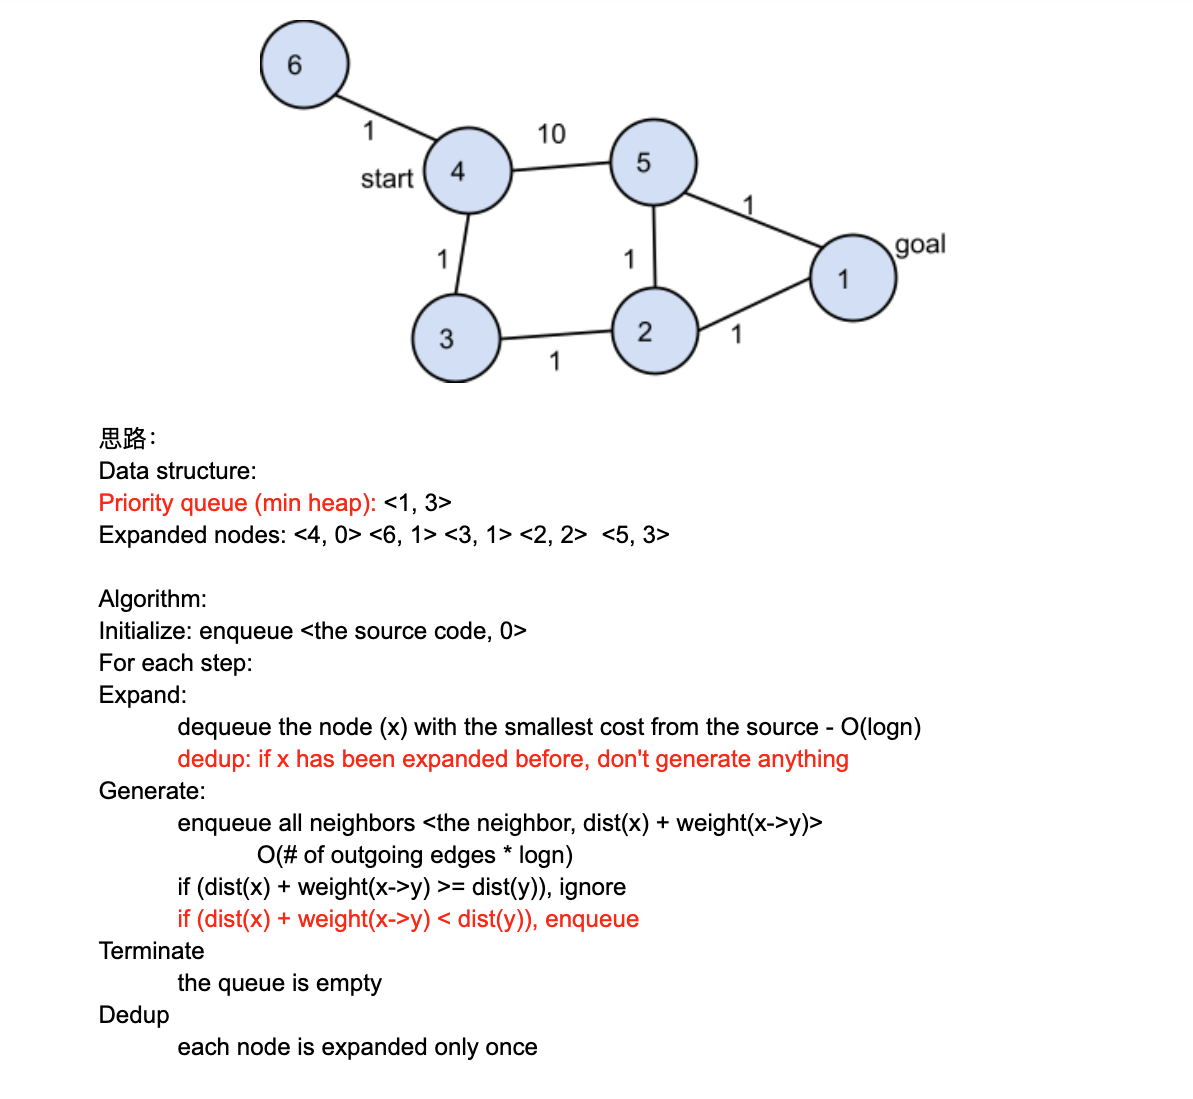 6
1
10
start
4
5
1
goal
1
1
1
3
2
1
1
思路：
Data structure:
Priority queue (min heap): <1, 3>
Expanded nodes: <4, 0> <6, 1> <3, 1> <2, 2>  <5, 3>
Algorithm:
Initialize: enqueue <the source code, 0>
For each step:
Expand:
dequeue the node (x) with the smallest cost from the source - O(logn)
dedup: if x has been expanded before, don't generate anything
Generate:
enqueue all neighbors <the neighbor, dist(x) + weight(x->y)>
O(# of outgoing edges * logn)
if (dist(x) + weight(x->y) >= dist(y)), ignore
if (dist(x) + weight(x->y) < dist(y)), enqueue
Terminate
the queue is empty
Dedup
each node is expanded only once